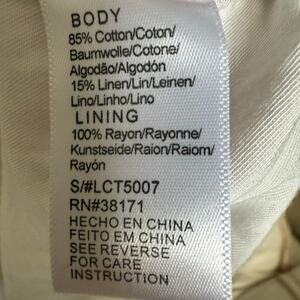 BODY
85% Cotton/Coton/
Baumwolle/Cotone/
Algodão/Algodón
15% Linen/Lin/Leinen/
Lino/Linho/Lino
LINING
100% Rayon/Rayonne/
Kunstseide/Raion/Raiom/
Rayón
S/#LCT5007
RN#38171
HECHO EN CHINA
FEITO EM CHINA
SEE REVERSE
FOR CARE
INSTRUCTION